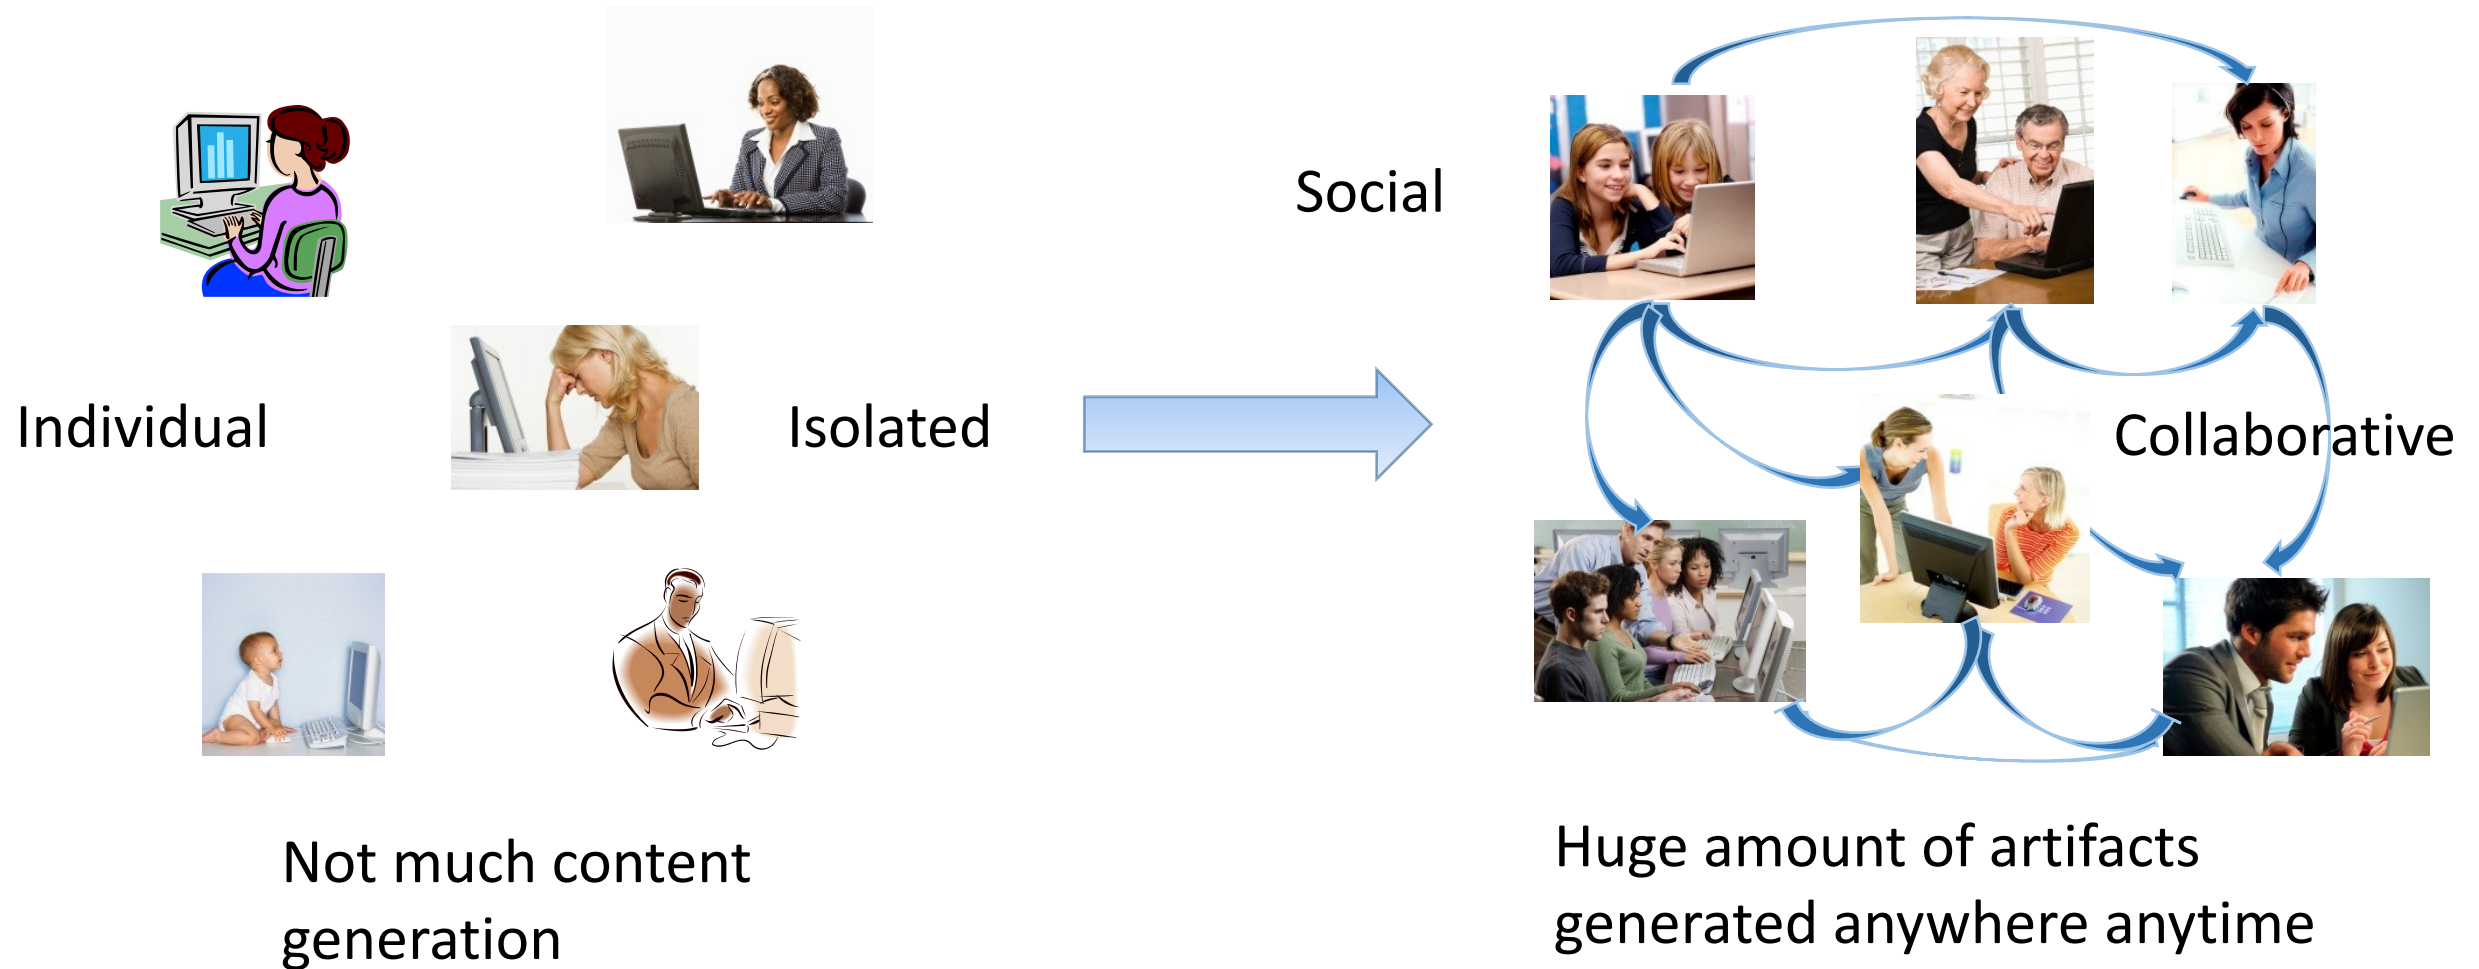 Individual
Isolated
Not much content
generation
Social
Collaborative
Huge amount of artifacts
generated anywhere anytime